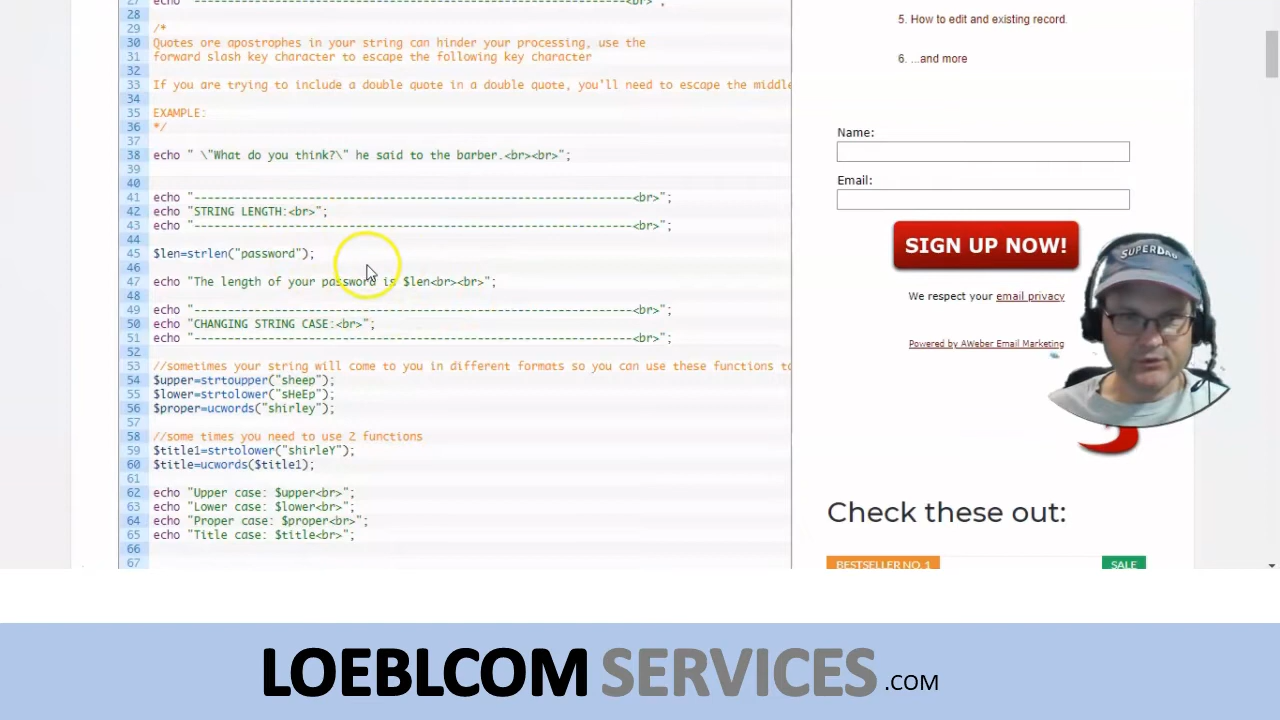 27 echo "----------------------------------------------------------------<br>";
28
29 /*
30 Quotes ore apostrophes in your string can hinder your processing, use the
31 forward slash key character to escape the following key character
32
33 If you are trying to include a double quote in a double quote, you'll need to escape the middle
34
35 EXAMPLE:
36 */
37
38 echo " \"What do you think?\" he said to the barber.<br><br>";
39
40
41 echo "-----------------------------------------------------------------<br>";
42 echo "STRING LENGTH:<br>";
43 echo "-----------------------------------------------------------------<br>";
44
45 $len=strlen("password");
46
47 echo "The length of your password is $len<br><br>";
48
49 echo "-----------------------------------------------------------------<br>";
50 echo "CHANGING STRING CASE:<br>";
51 echo "-----------------------------------------------------------------<br>";
52
53 //sometimes your string will come to you in different formats so you can use these functions to
54 $upper=strtoupper("sheep");
55 $lower=strtolower("sHeEp");
56 $proper=ucwords("shirley");
57
58 //some times you need to use 2 functions
59 $title1=strtolower("shirleY");
60 $title=ucwords($title1);
61
62 echo "Upper case: $upper<br>";
63 echo "Lower case: $lower<br>";
64 echo "Proper case: $proper<br>";
65 echo "Title case: $title<br>";
66
67
5. How to edit and existing record.
6. ...and more
Name:
Email:
SIGN UP NOW!
We respect your email privacy
Powered by AWeber Email Marketing
SUPERDAD
Check these out:
BESTSELLER NO. 1
SALE
LOEBLCOM SERVICES .COM